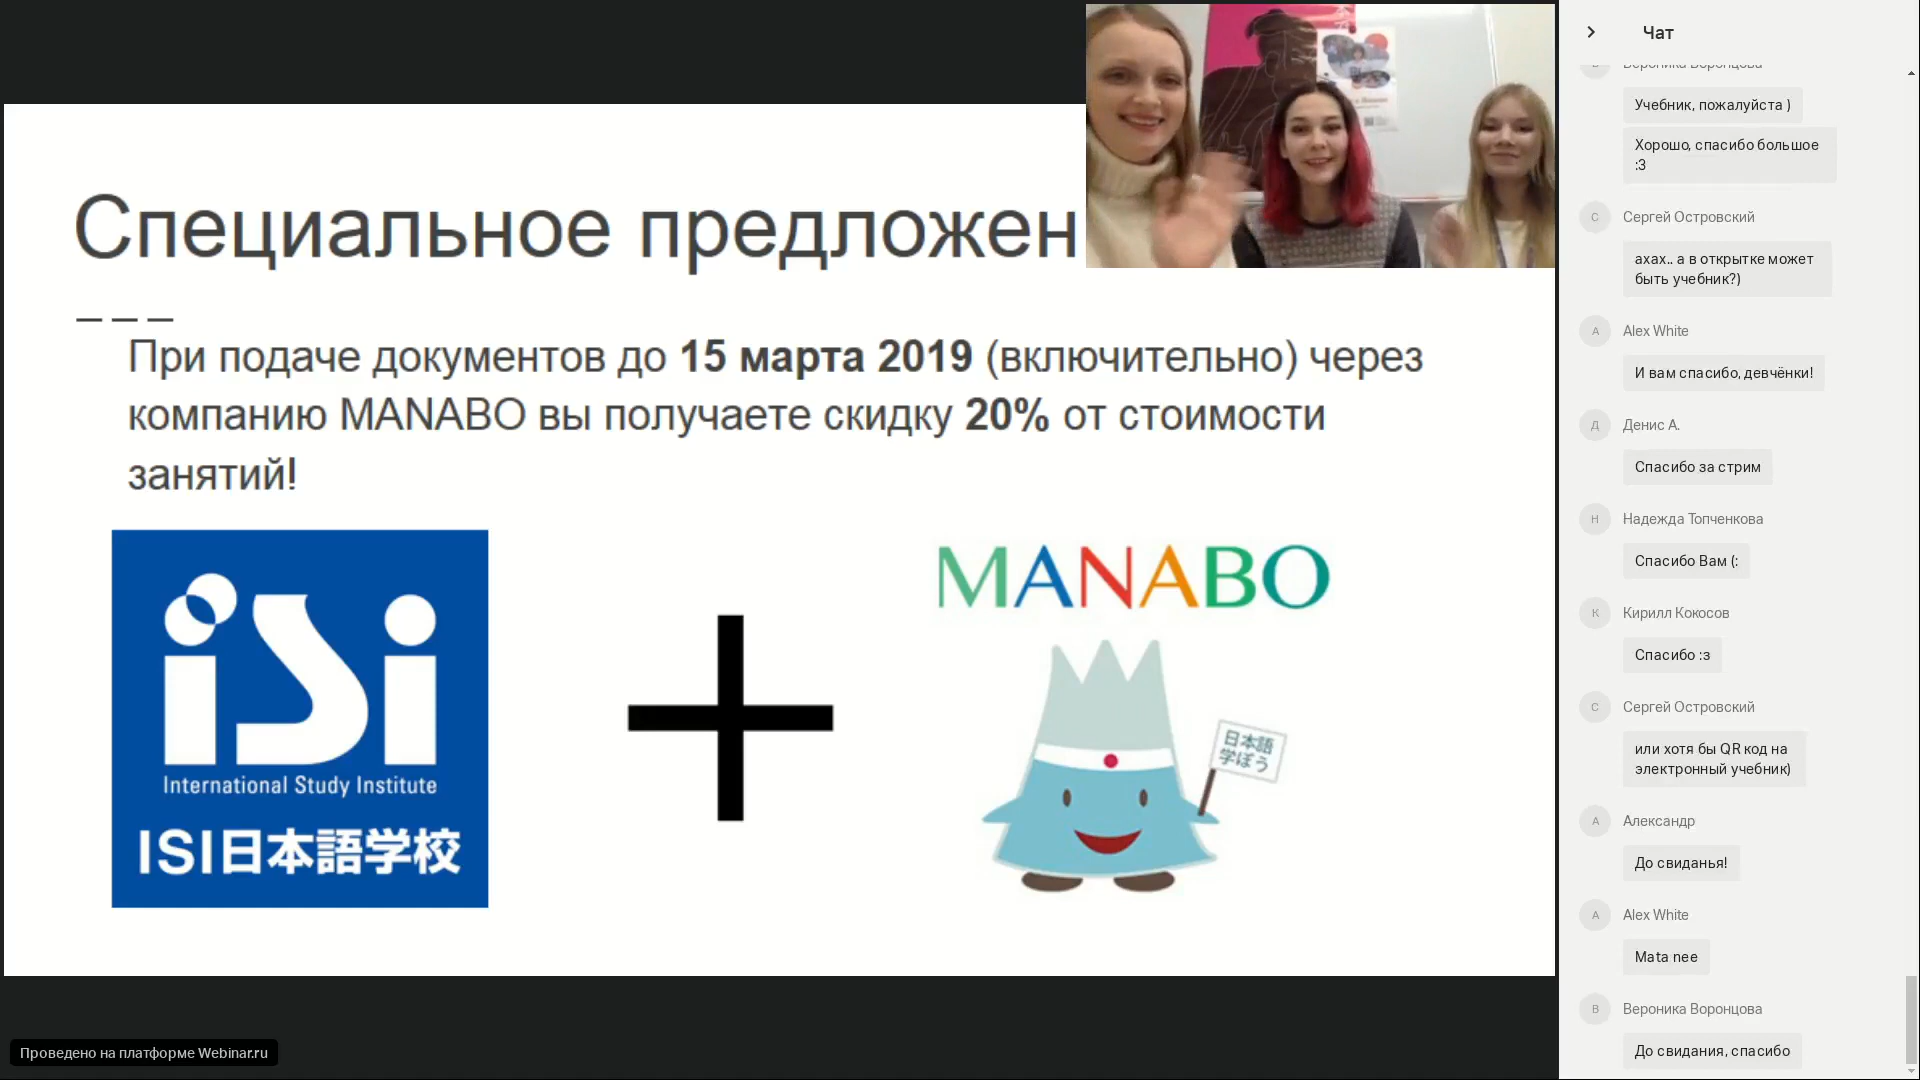 Специальное предложен
При подаче документов до 15 марта 2019 (включительно) через
компанию MANABO вы получаете скидку 20% от стоимости
занятий!
isi
International Study Institute
ISI日本語学校
MANABO
日本語
学ぼう
Проведено на платформе Webinar.ru
Чат
Вероника Воронцова
Учебник, пожалуйста )
Хорошо, спасибо большое
:3
С
Сергей Островский
ахах.. а в открытке может
быть учебник?)
A
Alex White
И вам спасибо, девчёнки!
Д
Денис А.
Спасибо за стрим
Н
Надежда Топченкова
Спасибо Вам (:
К
Кирилл Кокосов
Спасибо :з
С
Сергей Островский
или хотя бы QR код на
электронный учебник)
А
Александр
До свиданья!
A
Alex White
Mata nee
В
Вероника Воронцова
До свидания, спасибо